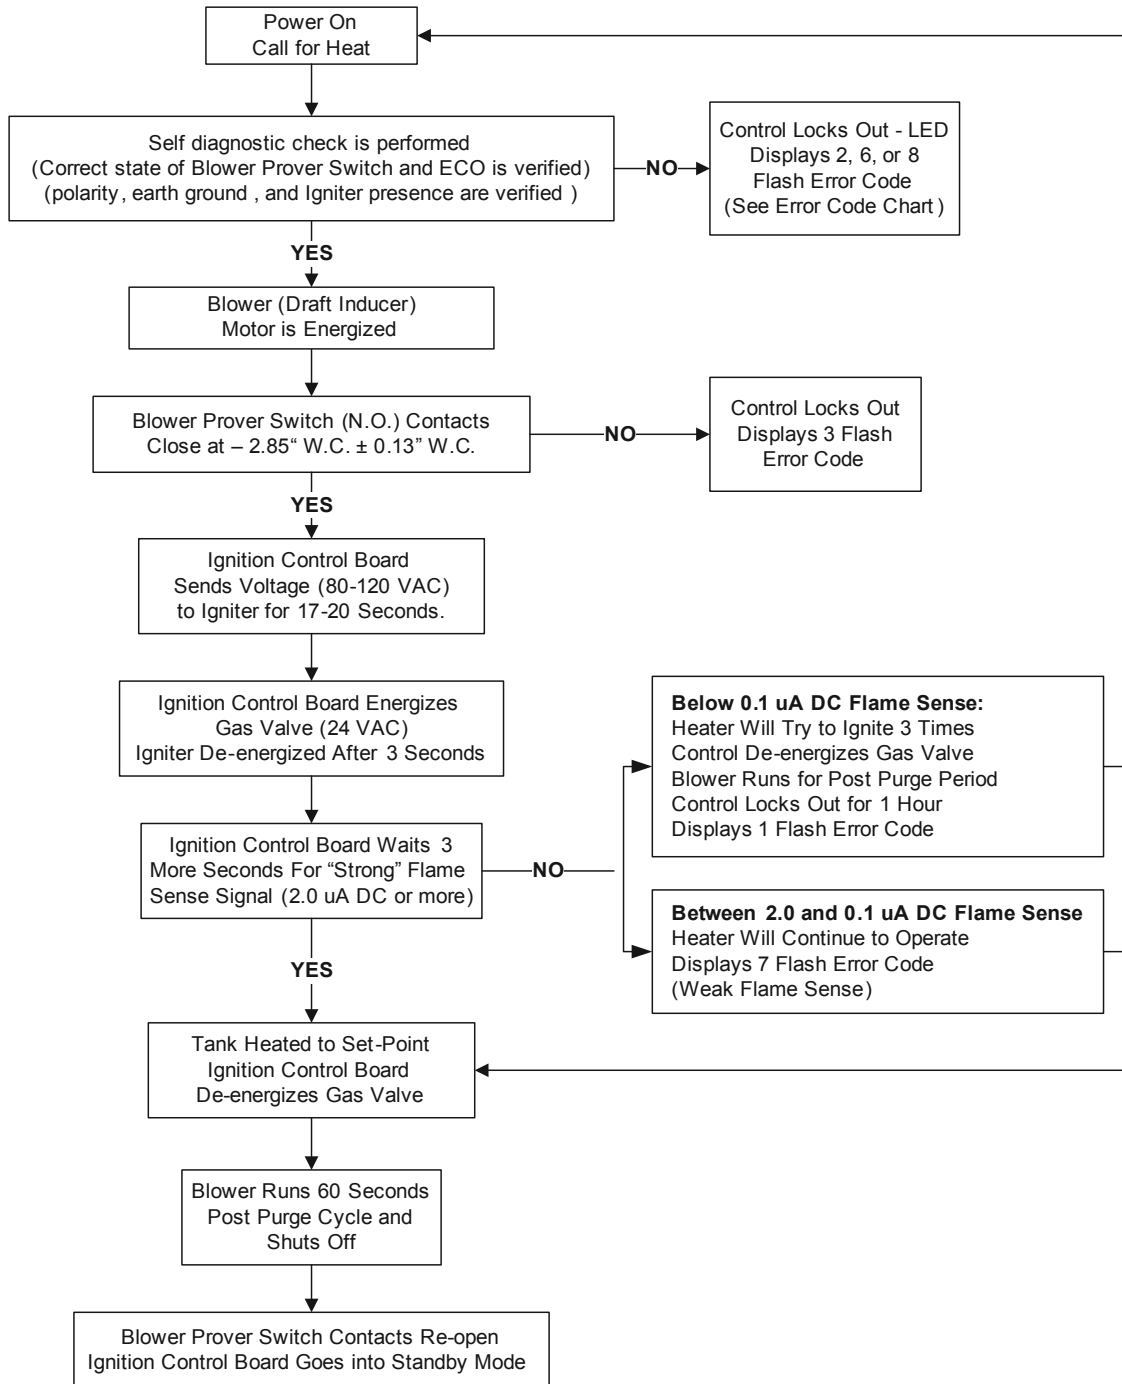 Power On
Call for Heat
Self diagnostic check is performed
(Correct state of Blower Prover Switch and ECO is verified)
(polarity, earth ground , and Igniter presence are verified )
NO
Control Locks Out - LED
Displays 2, 6, or 8
Flash Error Code
(See Error Code Chart)
YES
Blower (Draft Inducer)
Motor is Energized
Blower Prover Switch (N.O.) Contacts
Close at – 2.85“ W.C. ± 0.13” W.C.
NO
Control Locks Out
Displays 3 Flash
Error Code
YES
Ignition Control Board
Sends Voltage (80-120 VAC)
to Igniter for 17-20 Seconds.
Ignition Control Board Energizes
Gas Valve (24 VAC)
Igniter De-energized After 3 Seconds
Ignition Control Board Waits 3
More Seconds For “Strong” Flame
Sense Signal (2.0 uA DC or more)
NO
Below 0.1 uA DC Flame Sense:
Heater Will Try to Ignite 3 Times
Control De-energizes Gas Valve
Blower Runs for Post Purge Period
Control Locks Out for 1 Hour
Displays 1 Flash Error Code
Between 2.0 and 0.1 uA DC Flame Sense
Heater Will Continue to Operate
Displays 7 Flash Error Code
(Weak Flame Sense)
YES
Tank Heated to Set-Point
Ignition Control Board
De-energizes Gas Valve
Blower Runs 60 Seconds
Post Purge Cycle and
Shuts Off
Blower Prover Switch Contacts Re-open
Ignition Control Board Goes into Standby Mode